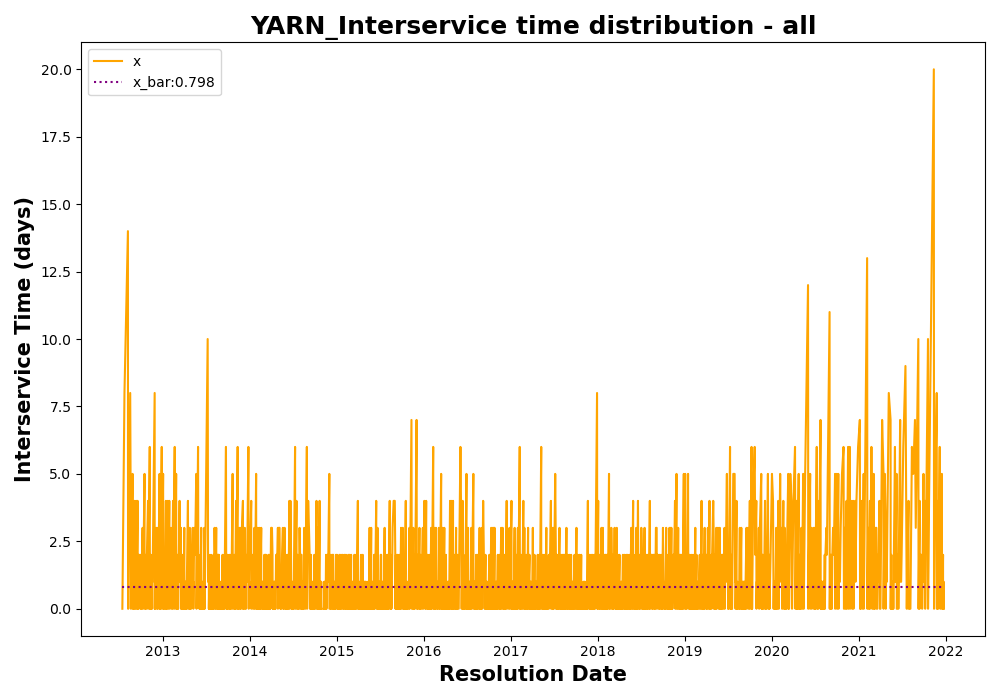 YARN_Interservice time distribution - all
x
x_bar:0.798
Interservice Time (days)
20.0
17.5
15.0
12.5
10.0
7.5
5.0
2.5
0.0
2013 2014 2015 2016 2017 2018 2019 2020 2021 2022
Resolution Date